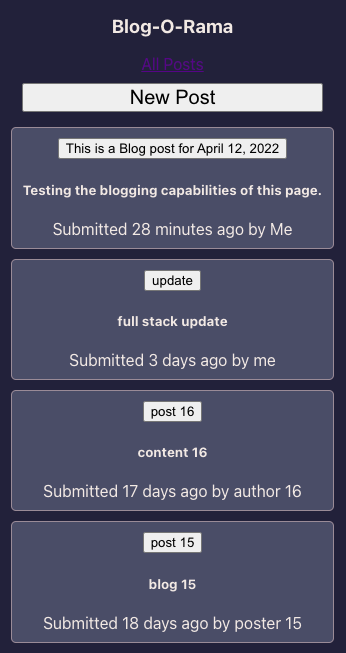 Blog-O-Rama
All Posts
New Post
This is a Blog post for April 12, 2022
Testing the blogging capabilities of this page.
Submitted 28 minutes ago by Me
update
full stack update
Submitted 3 days ago by me
post 16
content 16
Submitted 17 days ago by author 16
post 15
blog 15
Submitted 18 days ago by poster 15